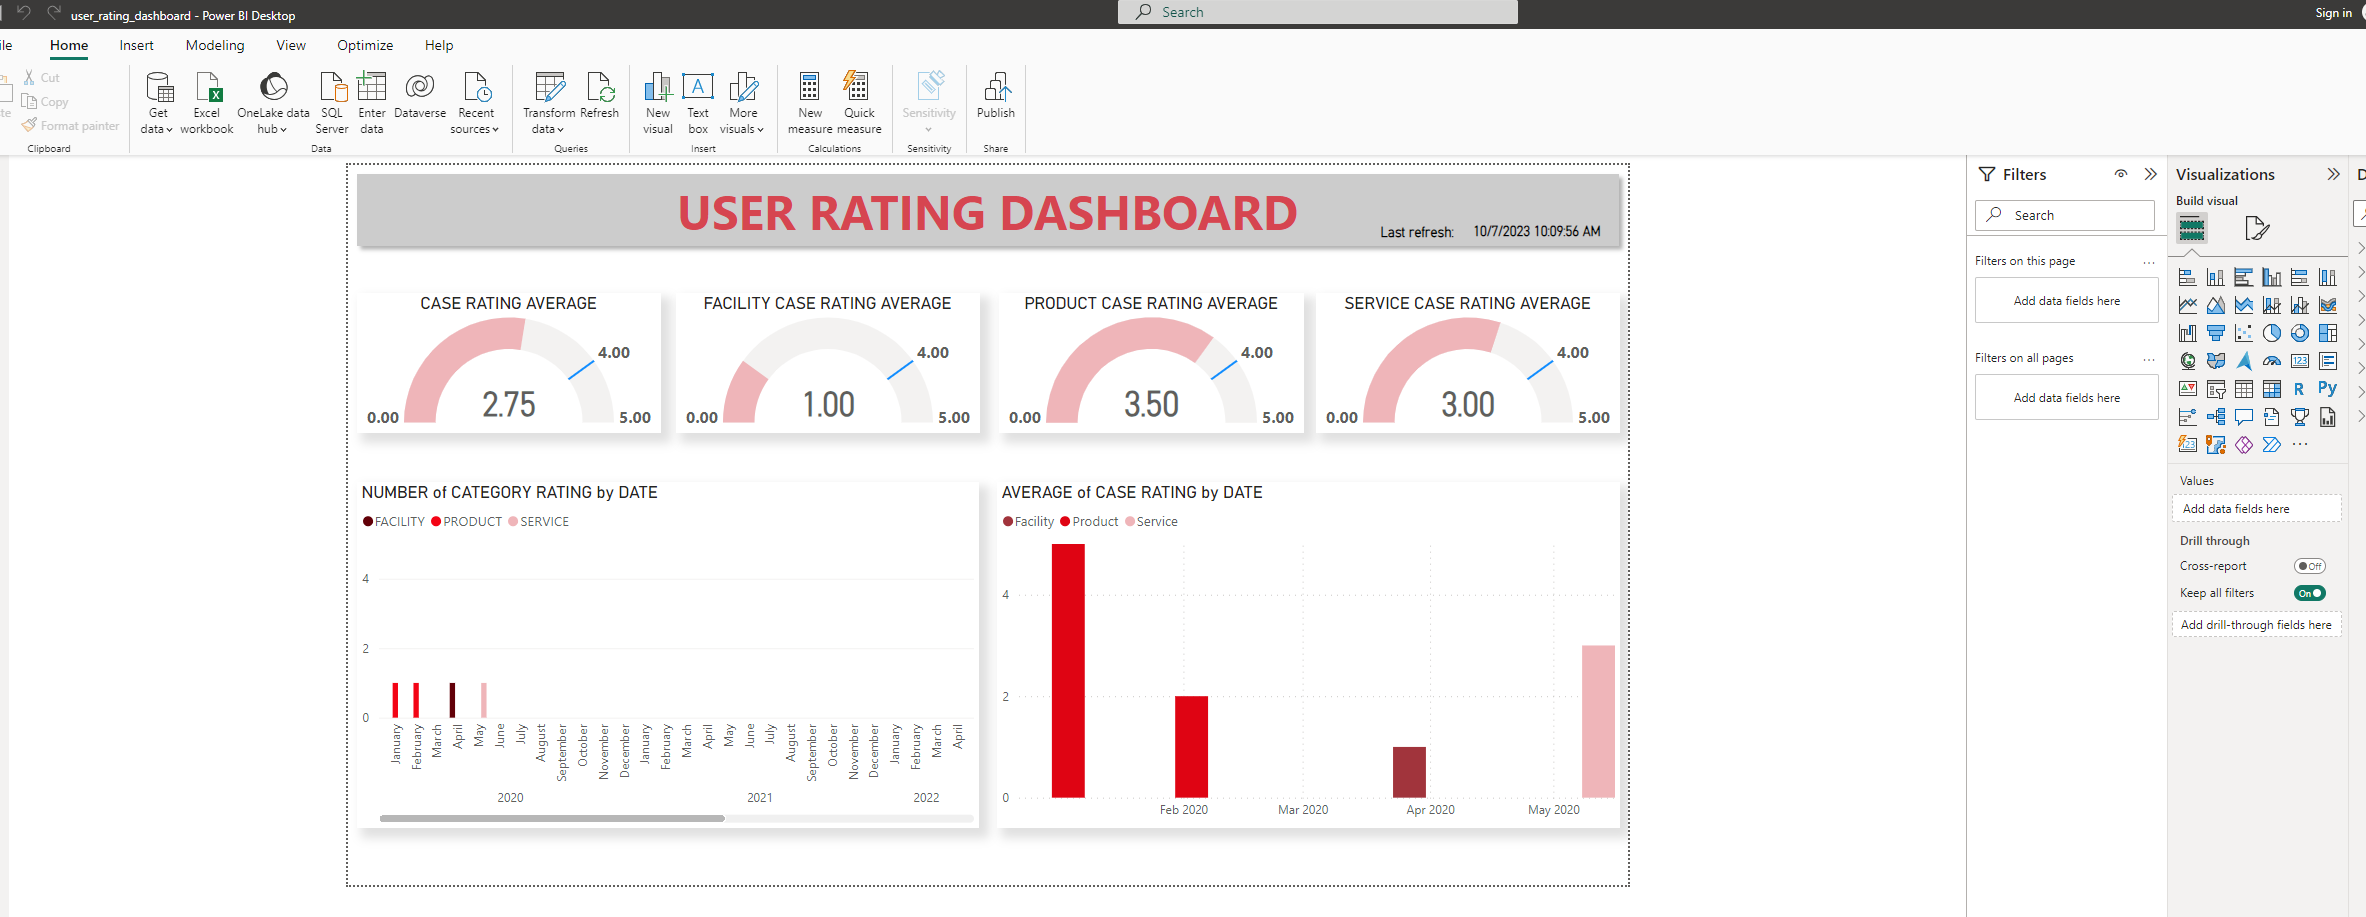 user_rating_dashboard - Power BI Desktop
Search
Sign in
Home Insert Modeling View Optimize Help
Cut
Copy
Format painter
Clipboard
Get data
Excel workbook
OneLake data hub
SQL Server
Enter data
Dataverse
Recent sources
Data
Transform data
Refresh
Queries
New visual
Text box
More visuals
Insert
New measure
Quick measure
Calculations
Sensitivity
Sensitivity
Publish
Share
USER RATING DASHBOARD
Last refresh: 10/7/2023 10:09:56 AM
CASE RATING AVERAGE
4.00
2.75
0.00
5.00
FACILITY CASE RATING AVERAGE
4.00
1.00
0.00
5.00
PRODUCT CASE RATING AVERAGE
4.00
3.50
0.00
5.00
SERVICE CASE RATING AVERAGE
4.00
3.00
0.00
5.00
NUMBER of CATEGORY RATING by DATE
FACILITY PRODUCT SERVICE
4
2
0
January February March April May June July August September October November December January February March April May June July August September October November December January February March April
2020 2021 2022
AVERAGE of CASE RATING by DATE
Facility Product Service
4
2
0
Feb 2020 Mar 2020 Apr 2020 May 2020
Filters
Search
Filters on this page
Add data fields here
Filters on all pages
Add data fields here
Visualizations
Build visual
123
R
Py
123
Values
Add data fields here
Drill through
Cross-report
Off
Keep all filters
On
Add drill-through fields here